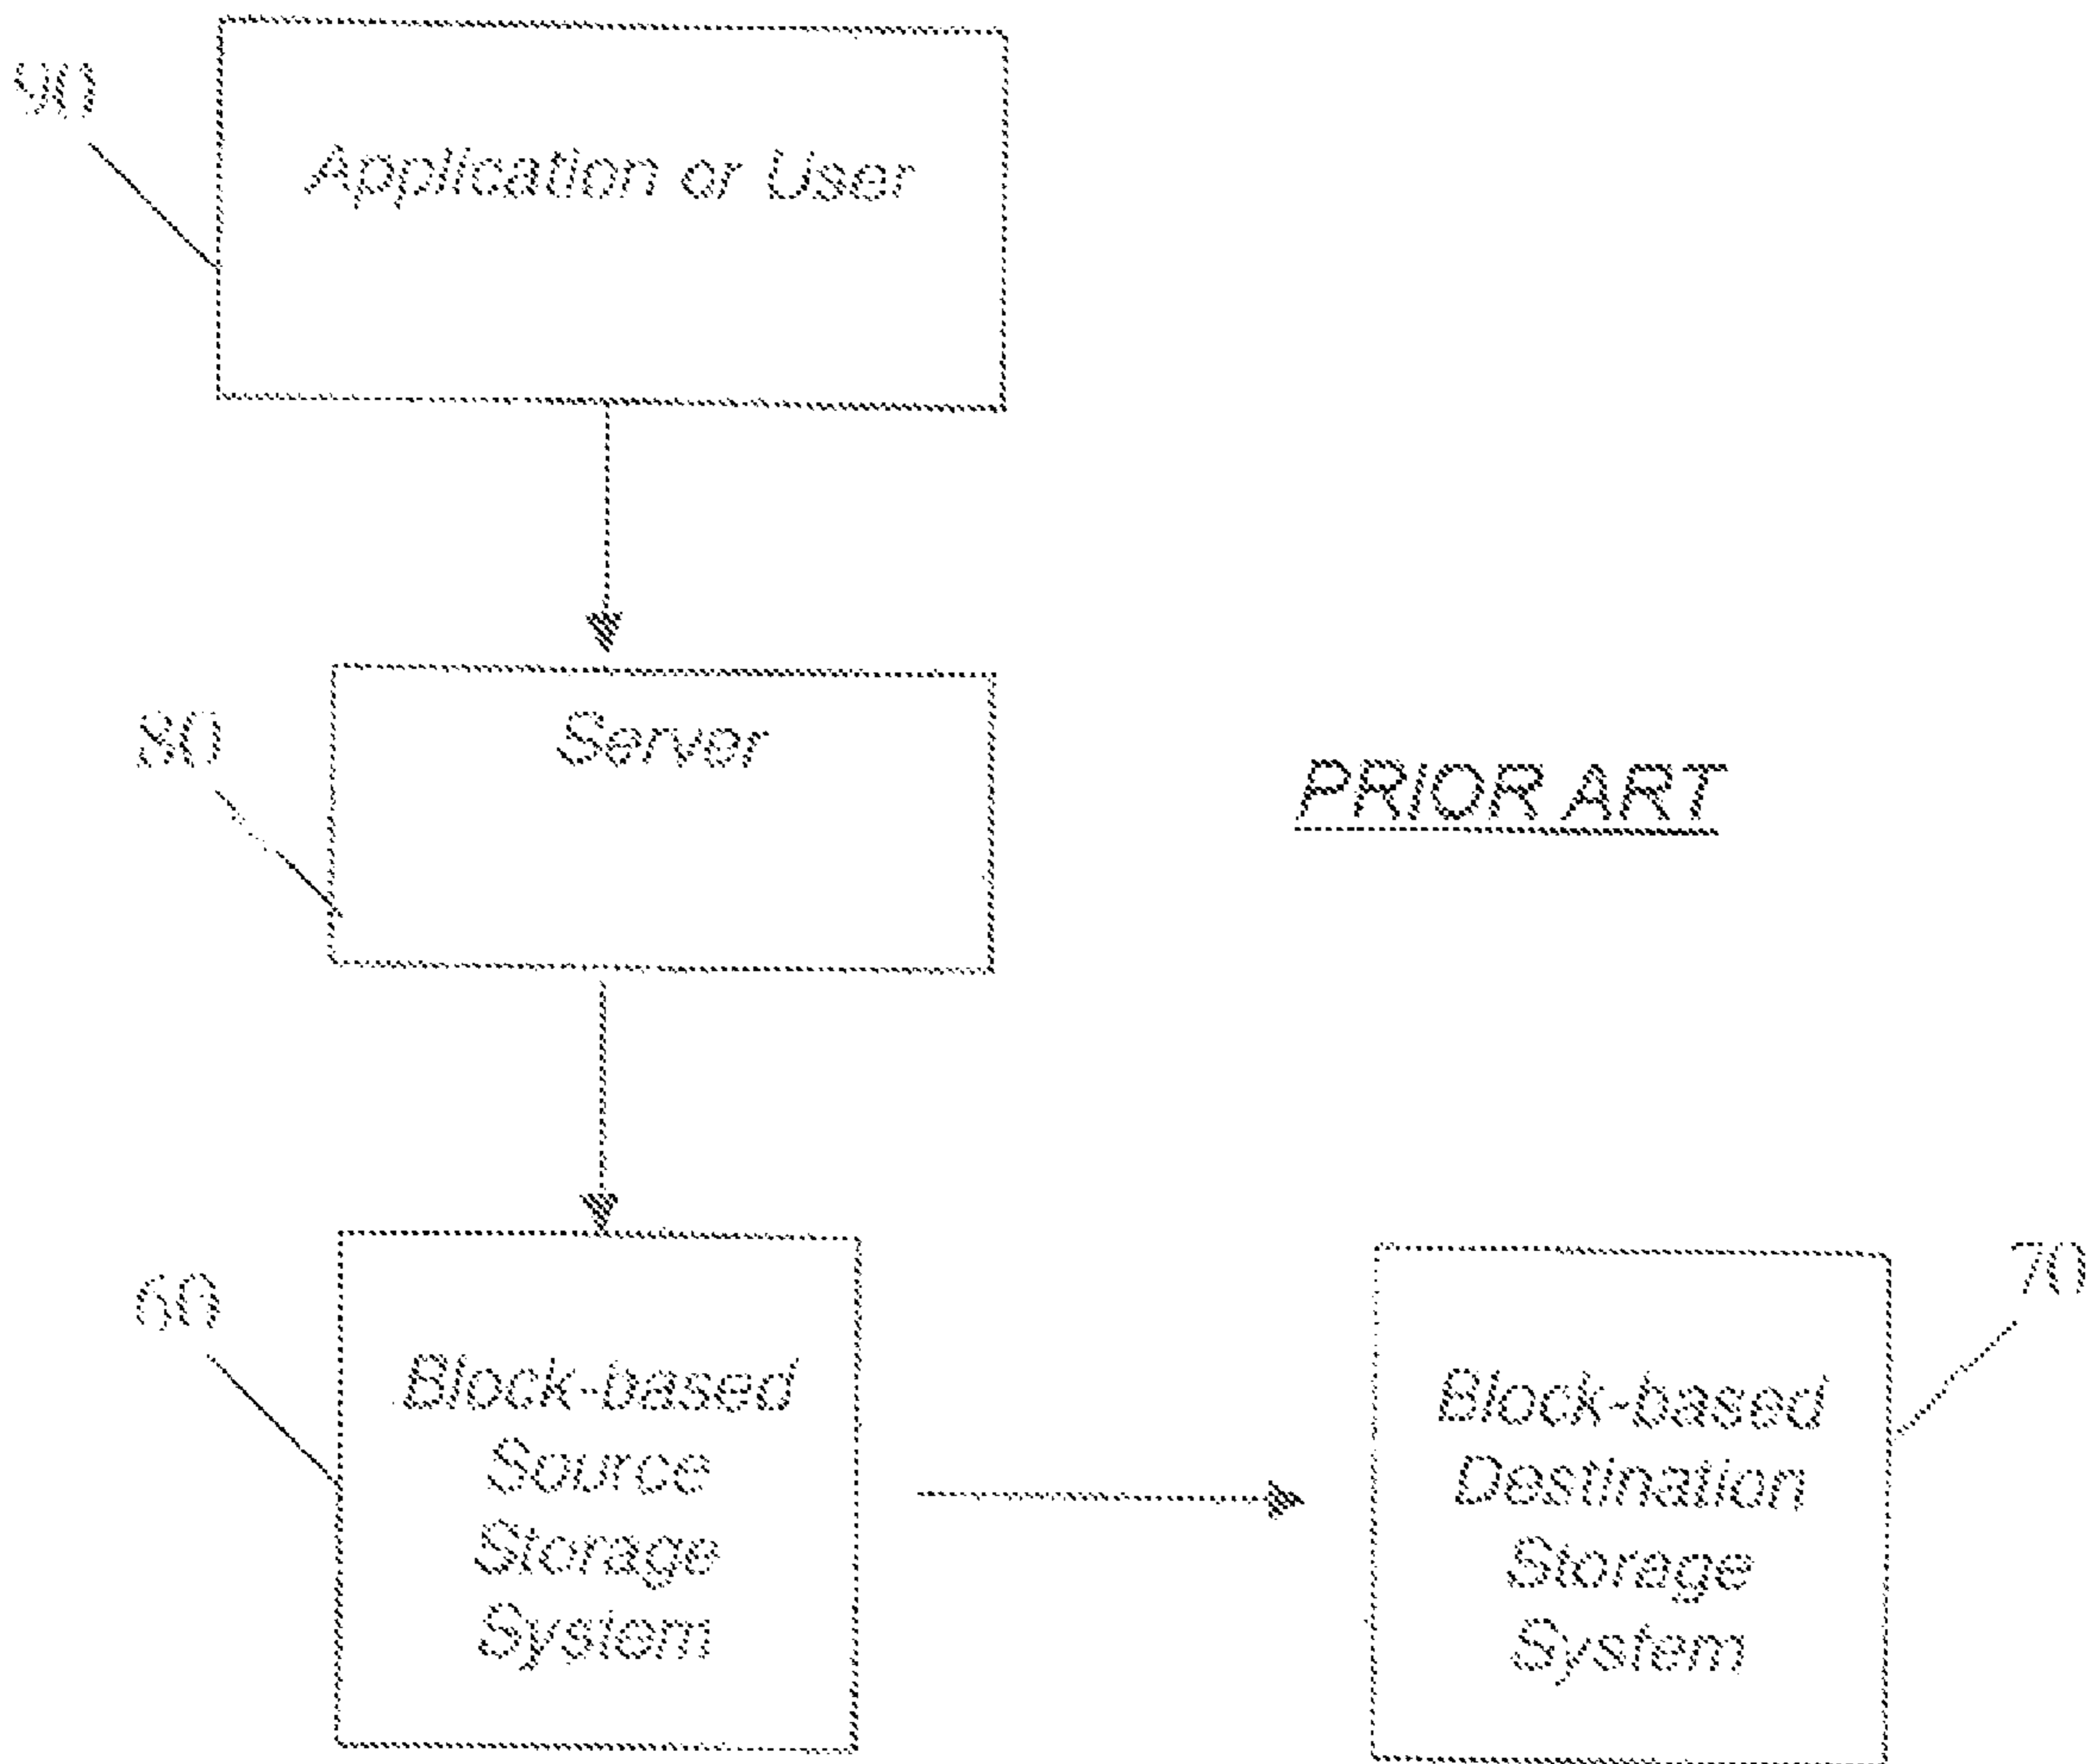 90
Application or User
80
Server
PRIOR ART
60
Block-based
Source
Storage
System
70
Block-based
Destination
Storage
System